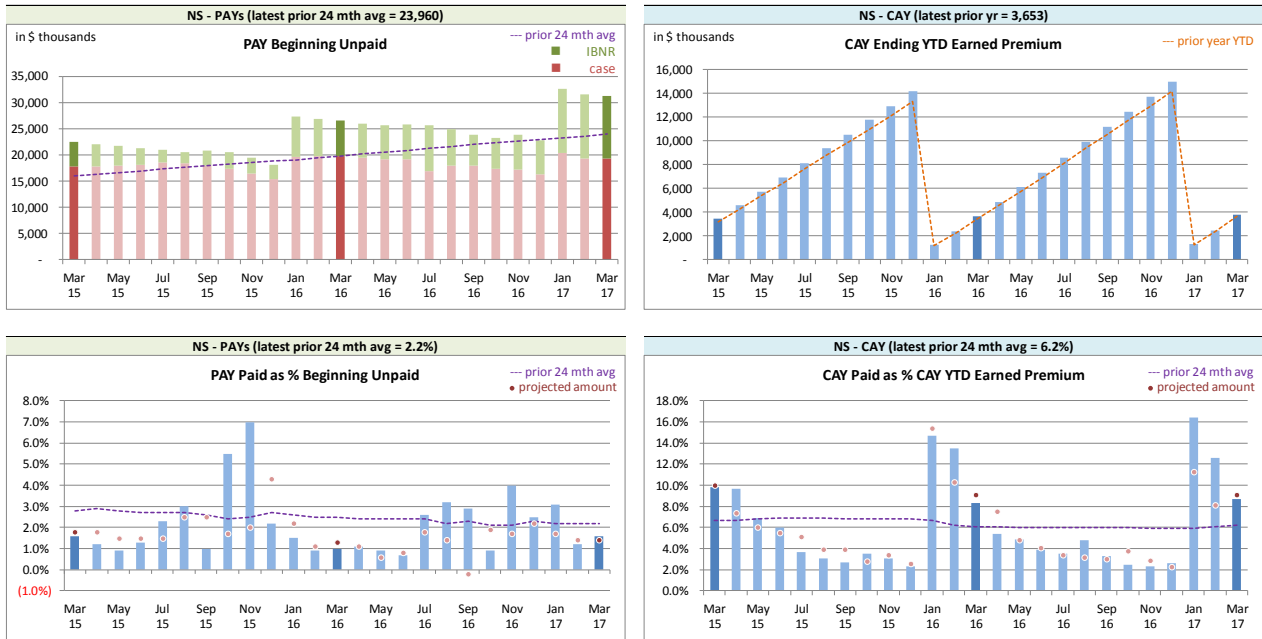 NS - PAYs (latest prior 24 mth avg = 23,960)
in $ thousands
PAY Beginning Unpaid
--- prior 24 mth avg
IBNR
case
35,000
30,000
25,000
20,000
15,000
10,000
5,000
-
Mar May Jul Sep Nov Jan Mar May Jul Sep Nov Jan Mar
15 15 15 15 15 16 16 16 16 16 16 17 17
NS - CAY (latest prior yr = 3,653)
in $ thousands
CAY Ending YTD Earned Premium
--- prior year YTD
16,000
14,000
12,000
10,000
8,000
6,000
4,000
2,000
-
Mar May Jul Sep Nov Jan Mar May Jul Sep Nov Jan Mar
15 15 15 15 15 16 16 16 16 16 16 17 17
NS - PAYs (latest prior 24 mth avg = 2.2%)
PAY Paid as % Beginning Unpaid
--- prior 24 mth avg
• projected amount
8.0%
7.0%
6.0%
5.0%
4.0%
3.0%
2.0%
1.0%
0.0%
(1.0%)
Mar May Jul Sep Nov Jan Mar May Jul Sep Nov Jan Mar
15 15 15 15 15 16 16 16 16 16 16 17 17
NS - CAY (latest prior 24 mth avg = 6.2%)
CAY Paid as % CAY YTD Earned Premium
--- prior 24 mth avg
• projected amount
18.0%
16.0%
14.0%
12.0%
10.0%
8.0%
6.0%
4.0%
2.0%
0.0%
Mar May Jul Sep Nov Jan Mar May Jul Sep Nov Jan Mar
15 15 15 15 15 16 16 16 16 16 16 17 17